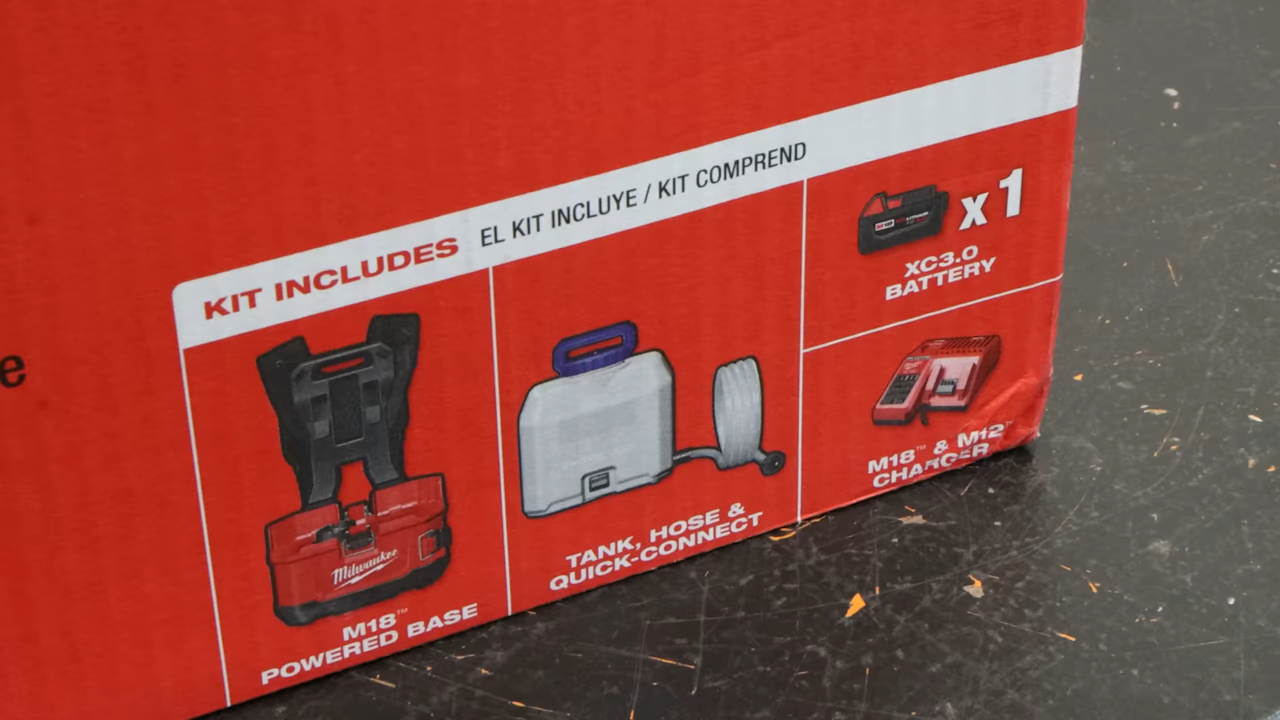 KIT INCLUDES EL KIT INCLUYE / KIT COMPREND
e
Milwaukee
M18™
POWERED BASE
TANK, HOSE &
QUICK-CONNECT
x1
XC3.0
BATTERY
M18™ & M12™
CHARGER